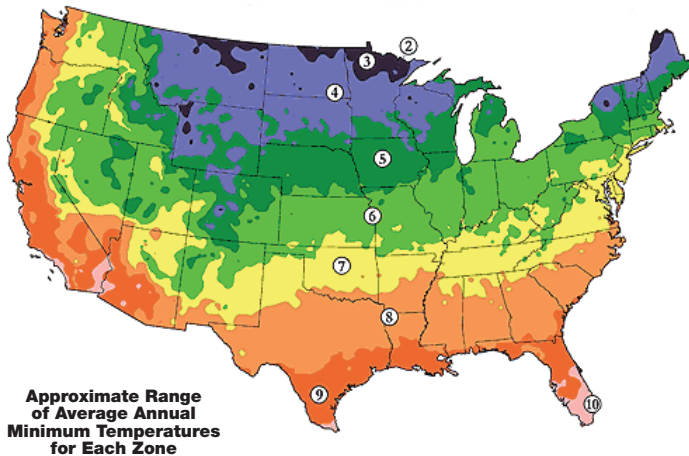 2
3
4
5
6
7
8
9
10
Approximate Range
of Average Annual
Minimum Temperatures
for Each Zone